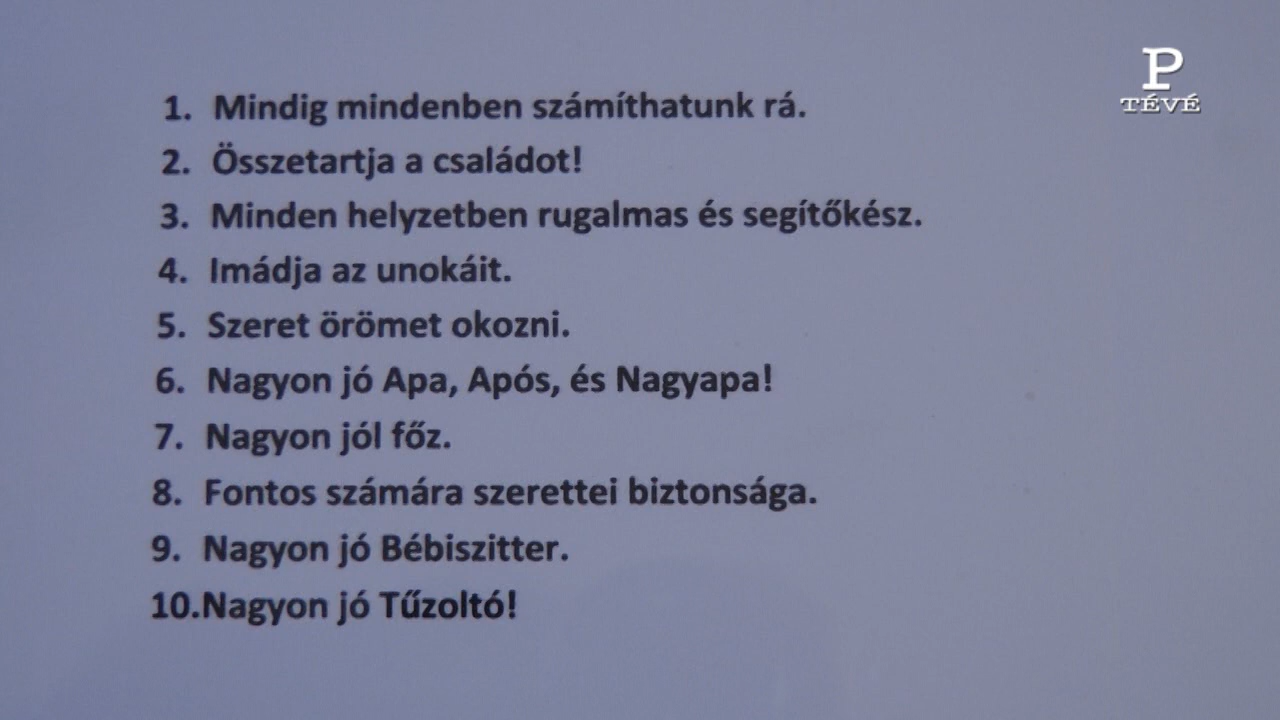 P
TÉVÉ
1. Mindig mindenben számíthatunk rá.
2. Összetartja a családot!
3. Minden helyzetben rugalmas és segítőkész.
4. Imádja az unokáit.
5. Szeret örömet okozni.
6. Nagyon jó Apa, Após, és Nagyapa!
7. Nagyon jól főz.
8. Fontos számára szerettei biztonsága.
9. Nagyon jó Bébiszitter.
10.Nagyon jó Tűzoltó!